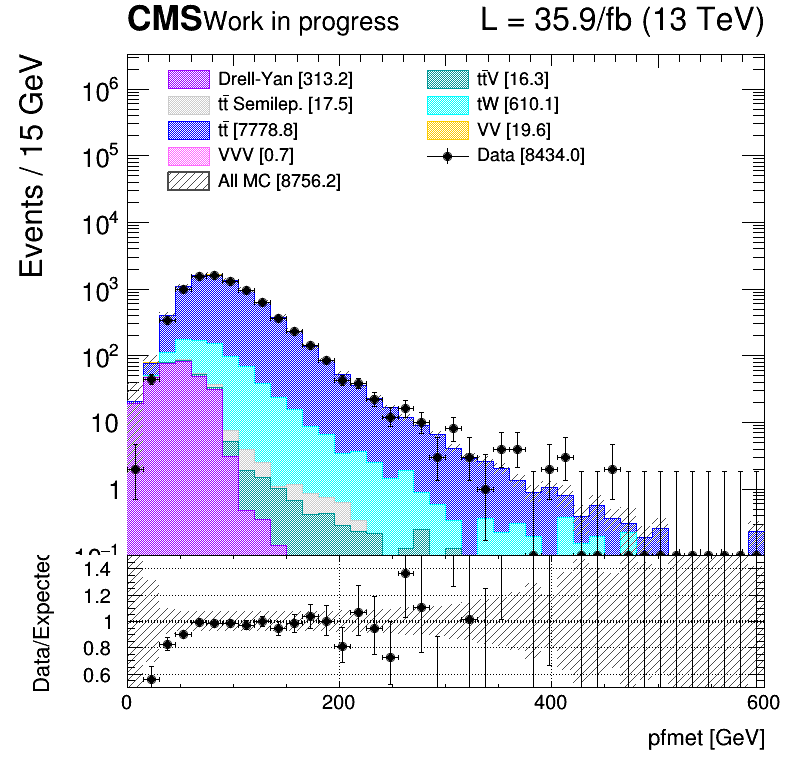 CMS Work in progress L = 35.9/fb (13 TeV)
Events / 15 GeV
Drell-Yan [313.2]
tt̄ Semilep. [17.5]
tt̄ [7778.8]
VVV [0.7]
All MC [8756.2]
tt̄V [16.3]
tW [610.1]
VV [19.6]
Data [8434.0]
10⁶
10⁵
10⁴
10³
10²
10
1
10⁻¹
Data/Expected
1.4
1.2
1
0.8
0.6
0 200 400 600
pfmet [GeV]